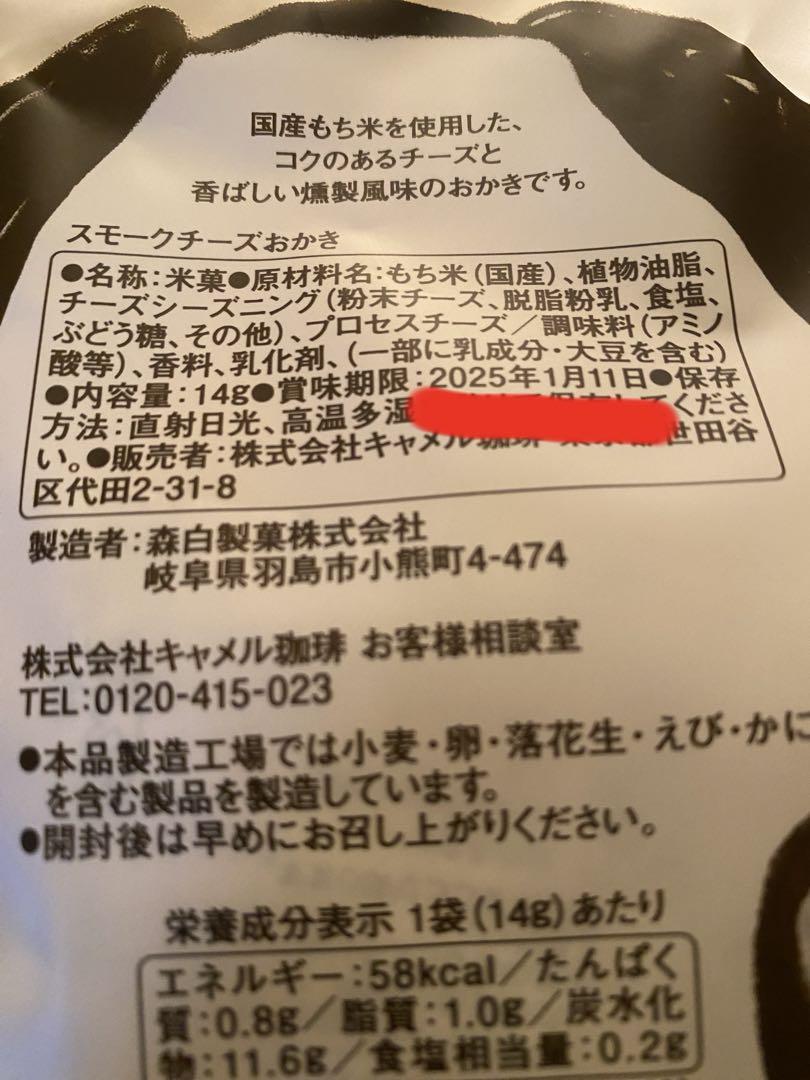 国産もち米を使用した、
コクのあるチーズと
香ばしい燻製風味のおかきです。
スモークチーズおかき
●名称:米菓●原材料名:もち米(国産)、植物油脂、
チーズシーズニング(粉末チーズ、脱脂粉乳、食塩、
ぶどう糖、その他)、プロセスチーズ/調味料(アミノ
酸等)、香料、乳化剤、(一部に乳成分・大豆を含む)
●内容量:14g●賞味期限:2025年1月11日●保存
方法:直射日光、高温多湿 くださ
い。●販売者:株式会社キャメル珈琲 世田谷
区代田2-31-8
製造者:森白製菓株式会社
岐阜県羽島市小熊町4-474
株式会社キャメル珈琲 お客様相談室
TEL:0120-415-023
●本品製造工場では小麦・卵・落花生・えび・かに
を含む製品を製造しています。
●開封後は早めにお召し上がりください。
栄養成分表示 1袋(14g)あたり
エネルギー:58kcal/たんぱく
質:0.8g/脂質:1.0g/炭水化
物:11.6g/食塩相当量:0.2g